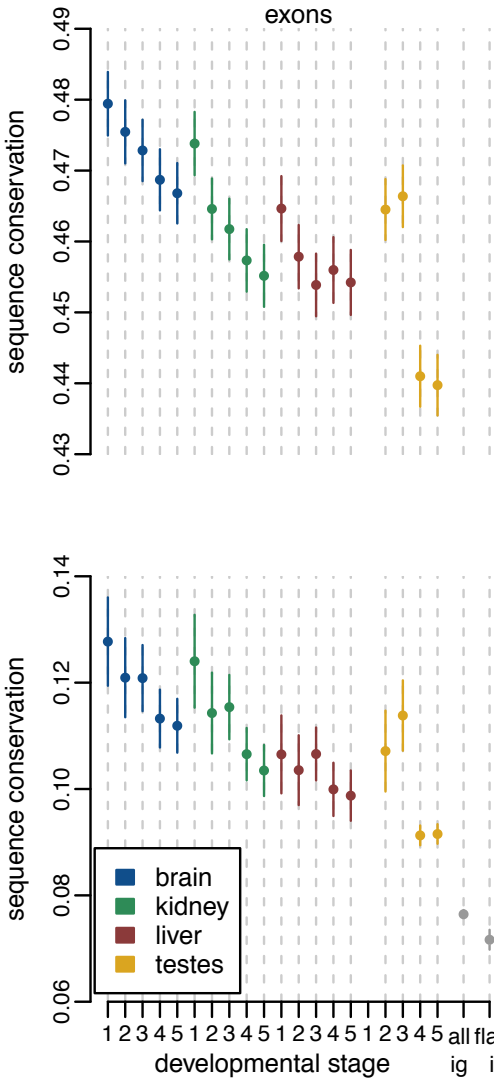 exons
0.49
0.48
0.47
0.46
0.45
0.44
0.43
sequence conservation
0.14
0.12
0.10
0.08
0.06
sequence conservation
brain
kidney
liver
testes
1 2 3 4 5 1 2 3 4 5 1 2 3 4 5 1 2 3 4 5 all fla
ig i
developmental stage